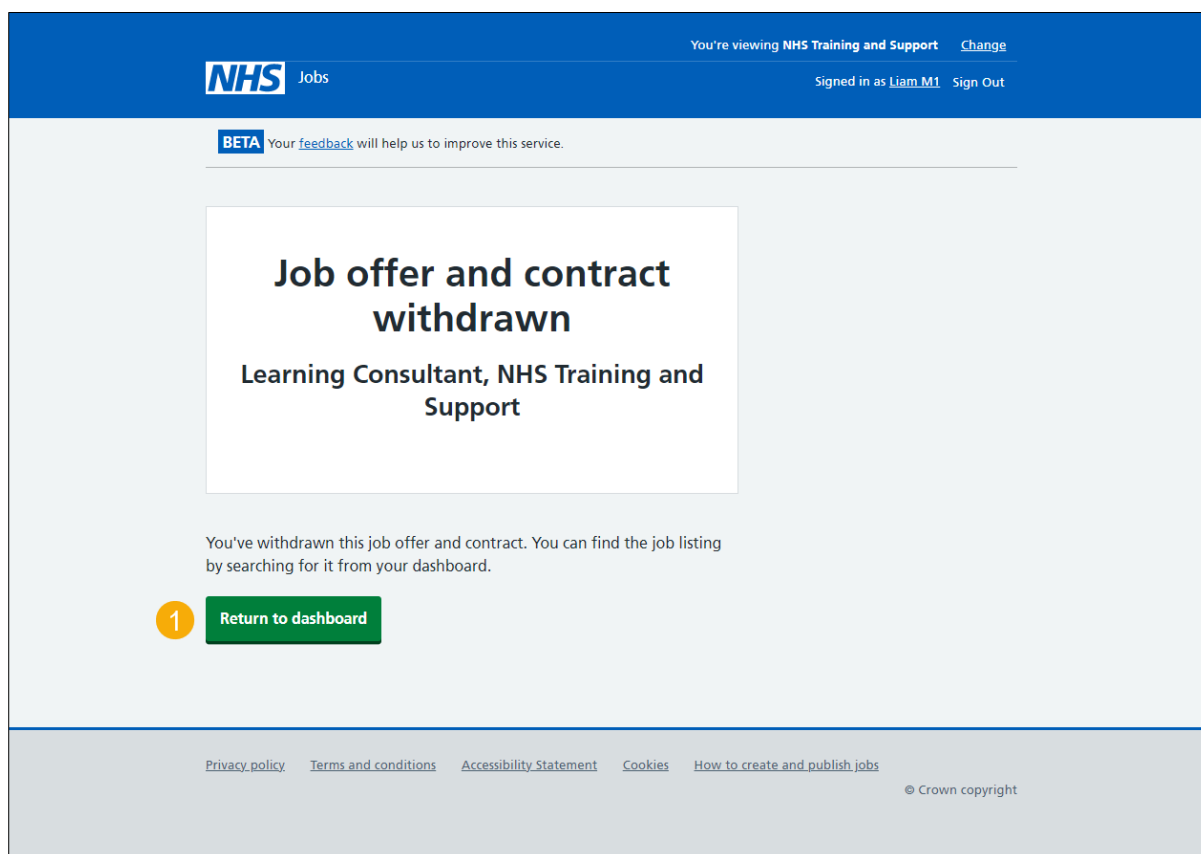 You're viewing NHS Training and Support Change
NHS Jobs
Signed in as Liam M1 Sign Out
BETA Your feedback will help us to improve this service.
Job offer and contract
withdrawn
Learning Consultant, NHS Training and
Support
You've withdrawn this job offer and contract. You can find the job listing
by searching for it from your dashboard.
1 Return to dashboard
Privacy policy Terms and conditions Accessibility Statement Cookies How to create and publish jobs
© Crown copyright